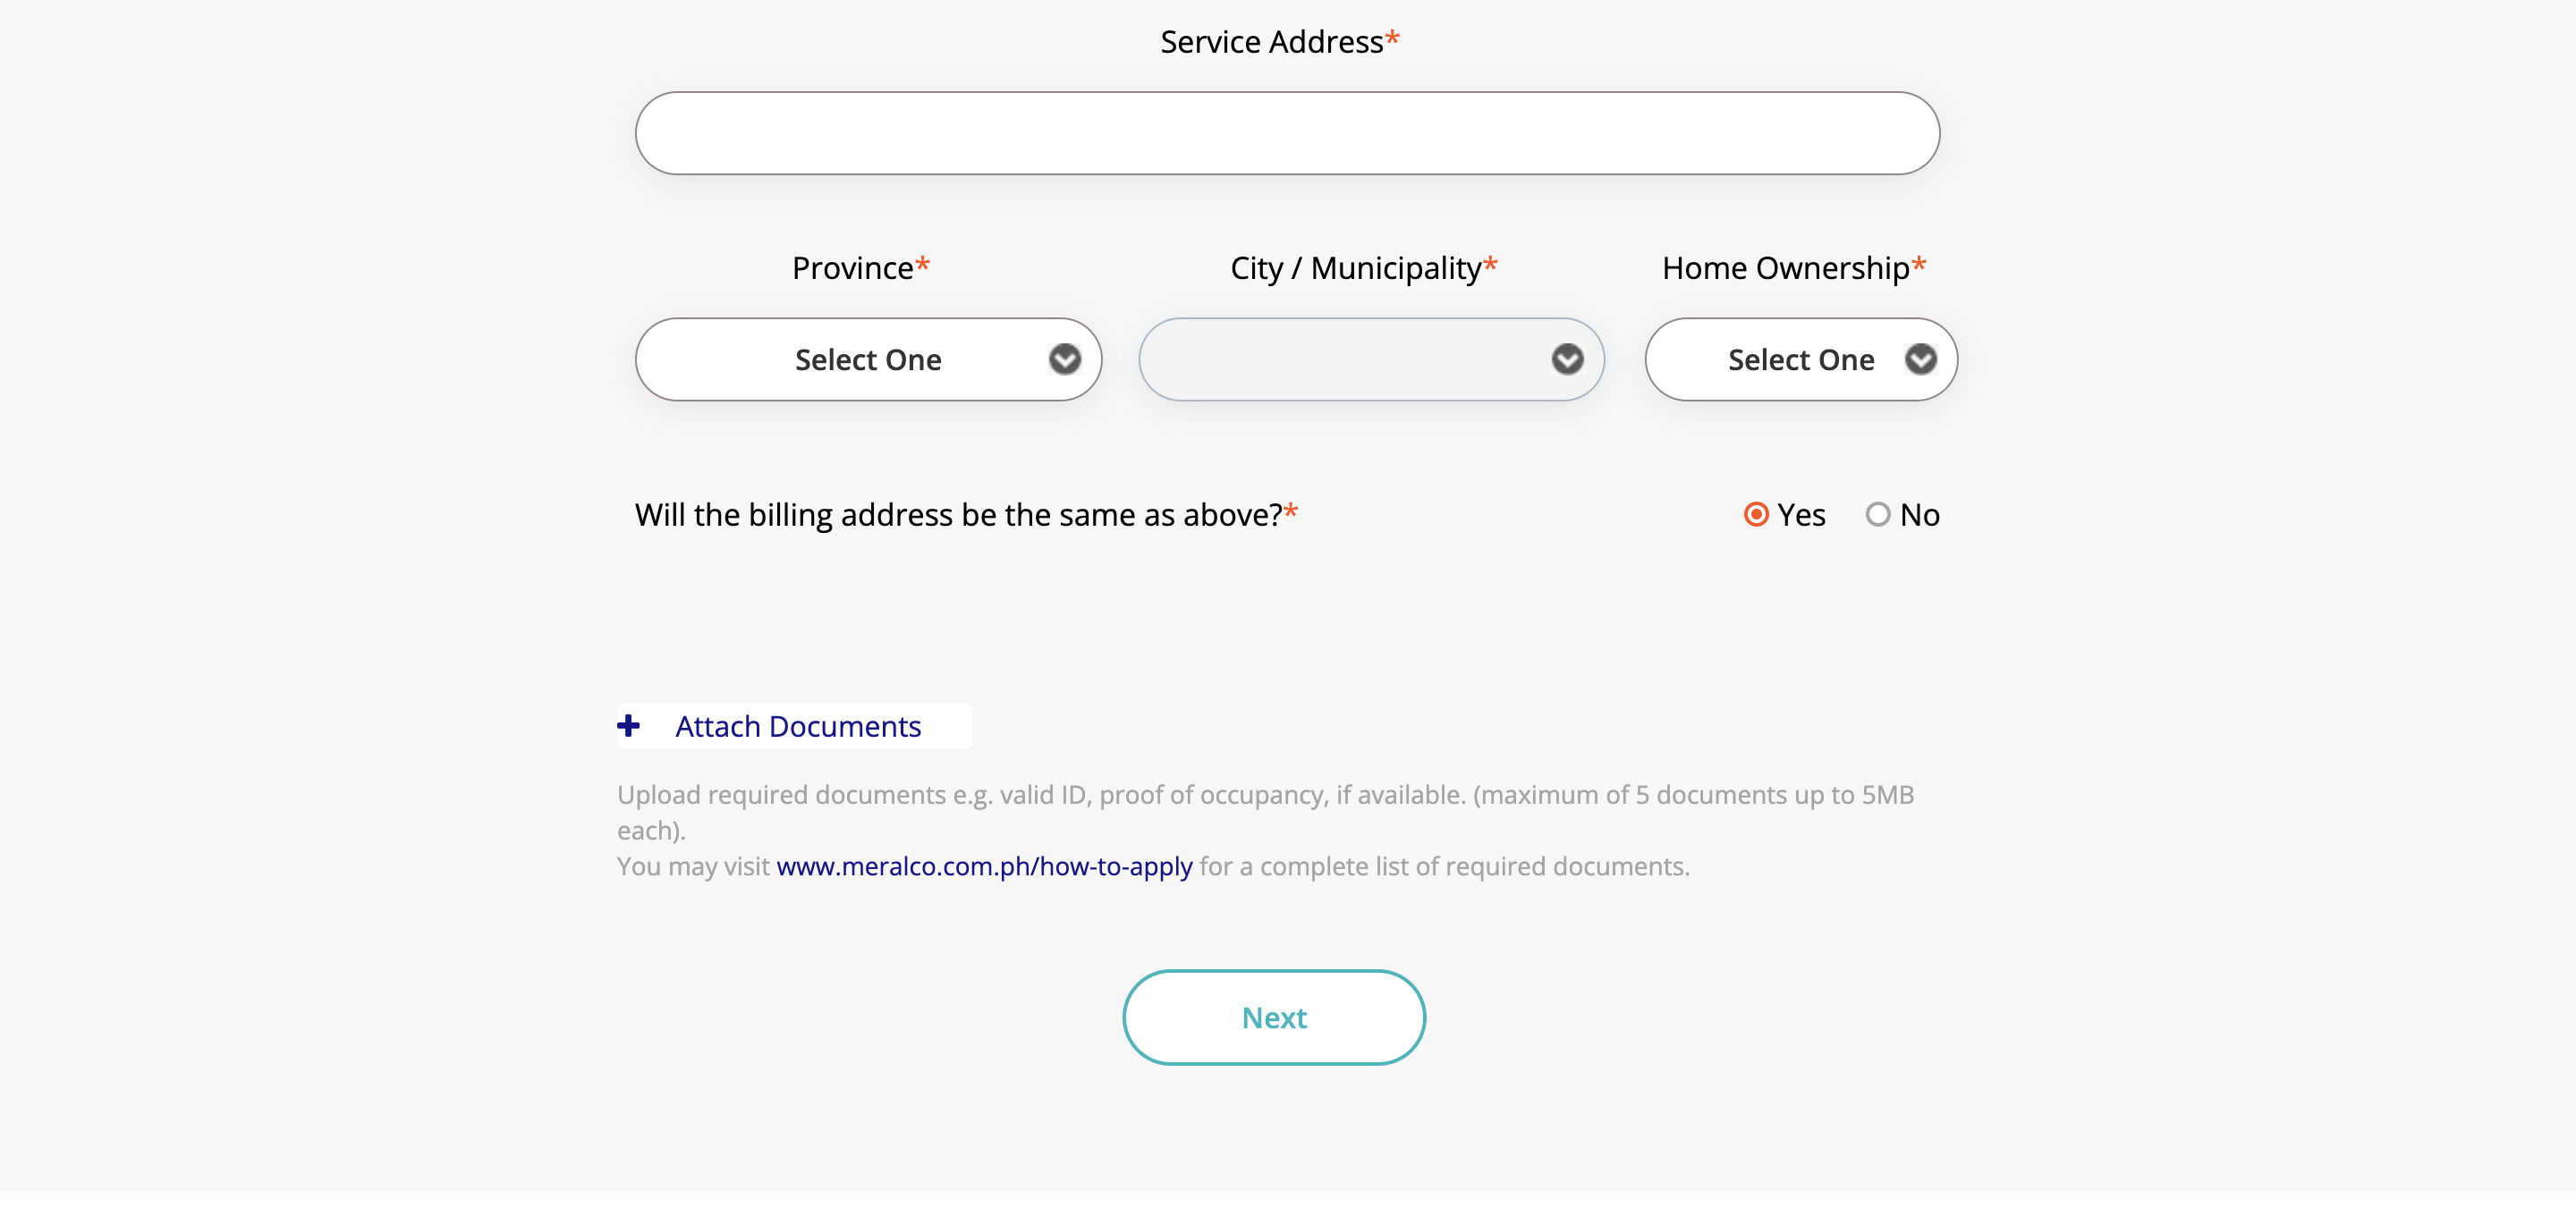 Service Address*
Province* City / Municipality* Home Ownership*
Select One Select One
Will the billing address be the same as above?* Yes No
Attach Documents
Upload required documents e.g. valid ID, proof of occupancy, if available. (maximum of 5 documents up to 5MB
each).
You may visit www.meralco.com.ph/how-to-apply for a complete list of required documents.
Next